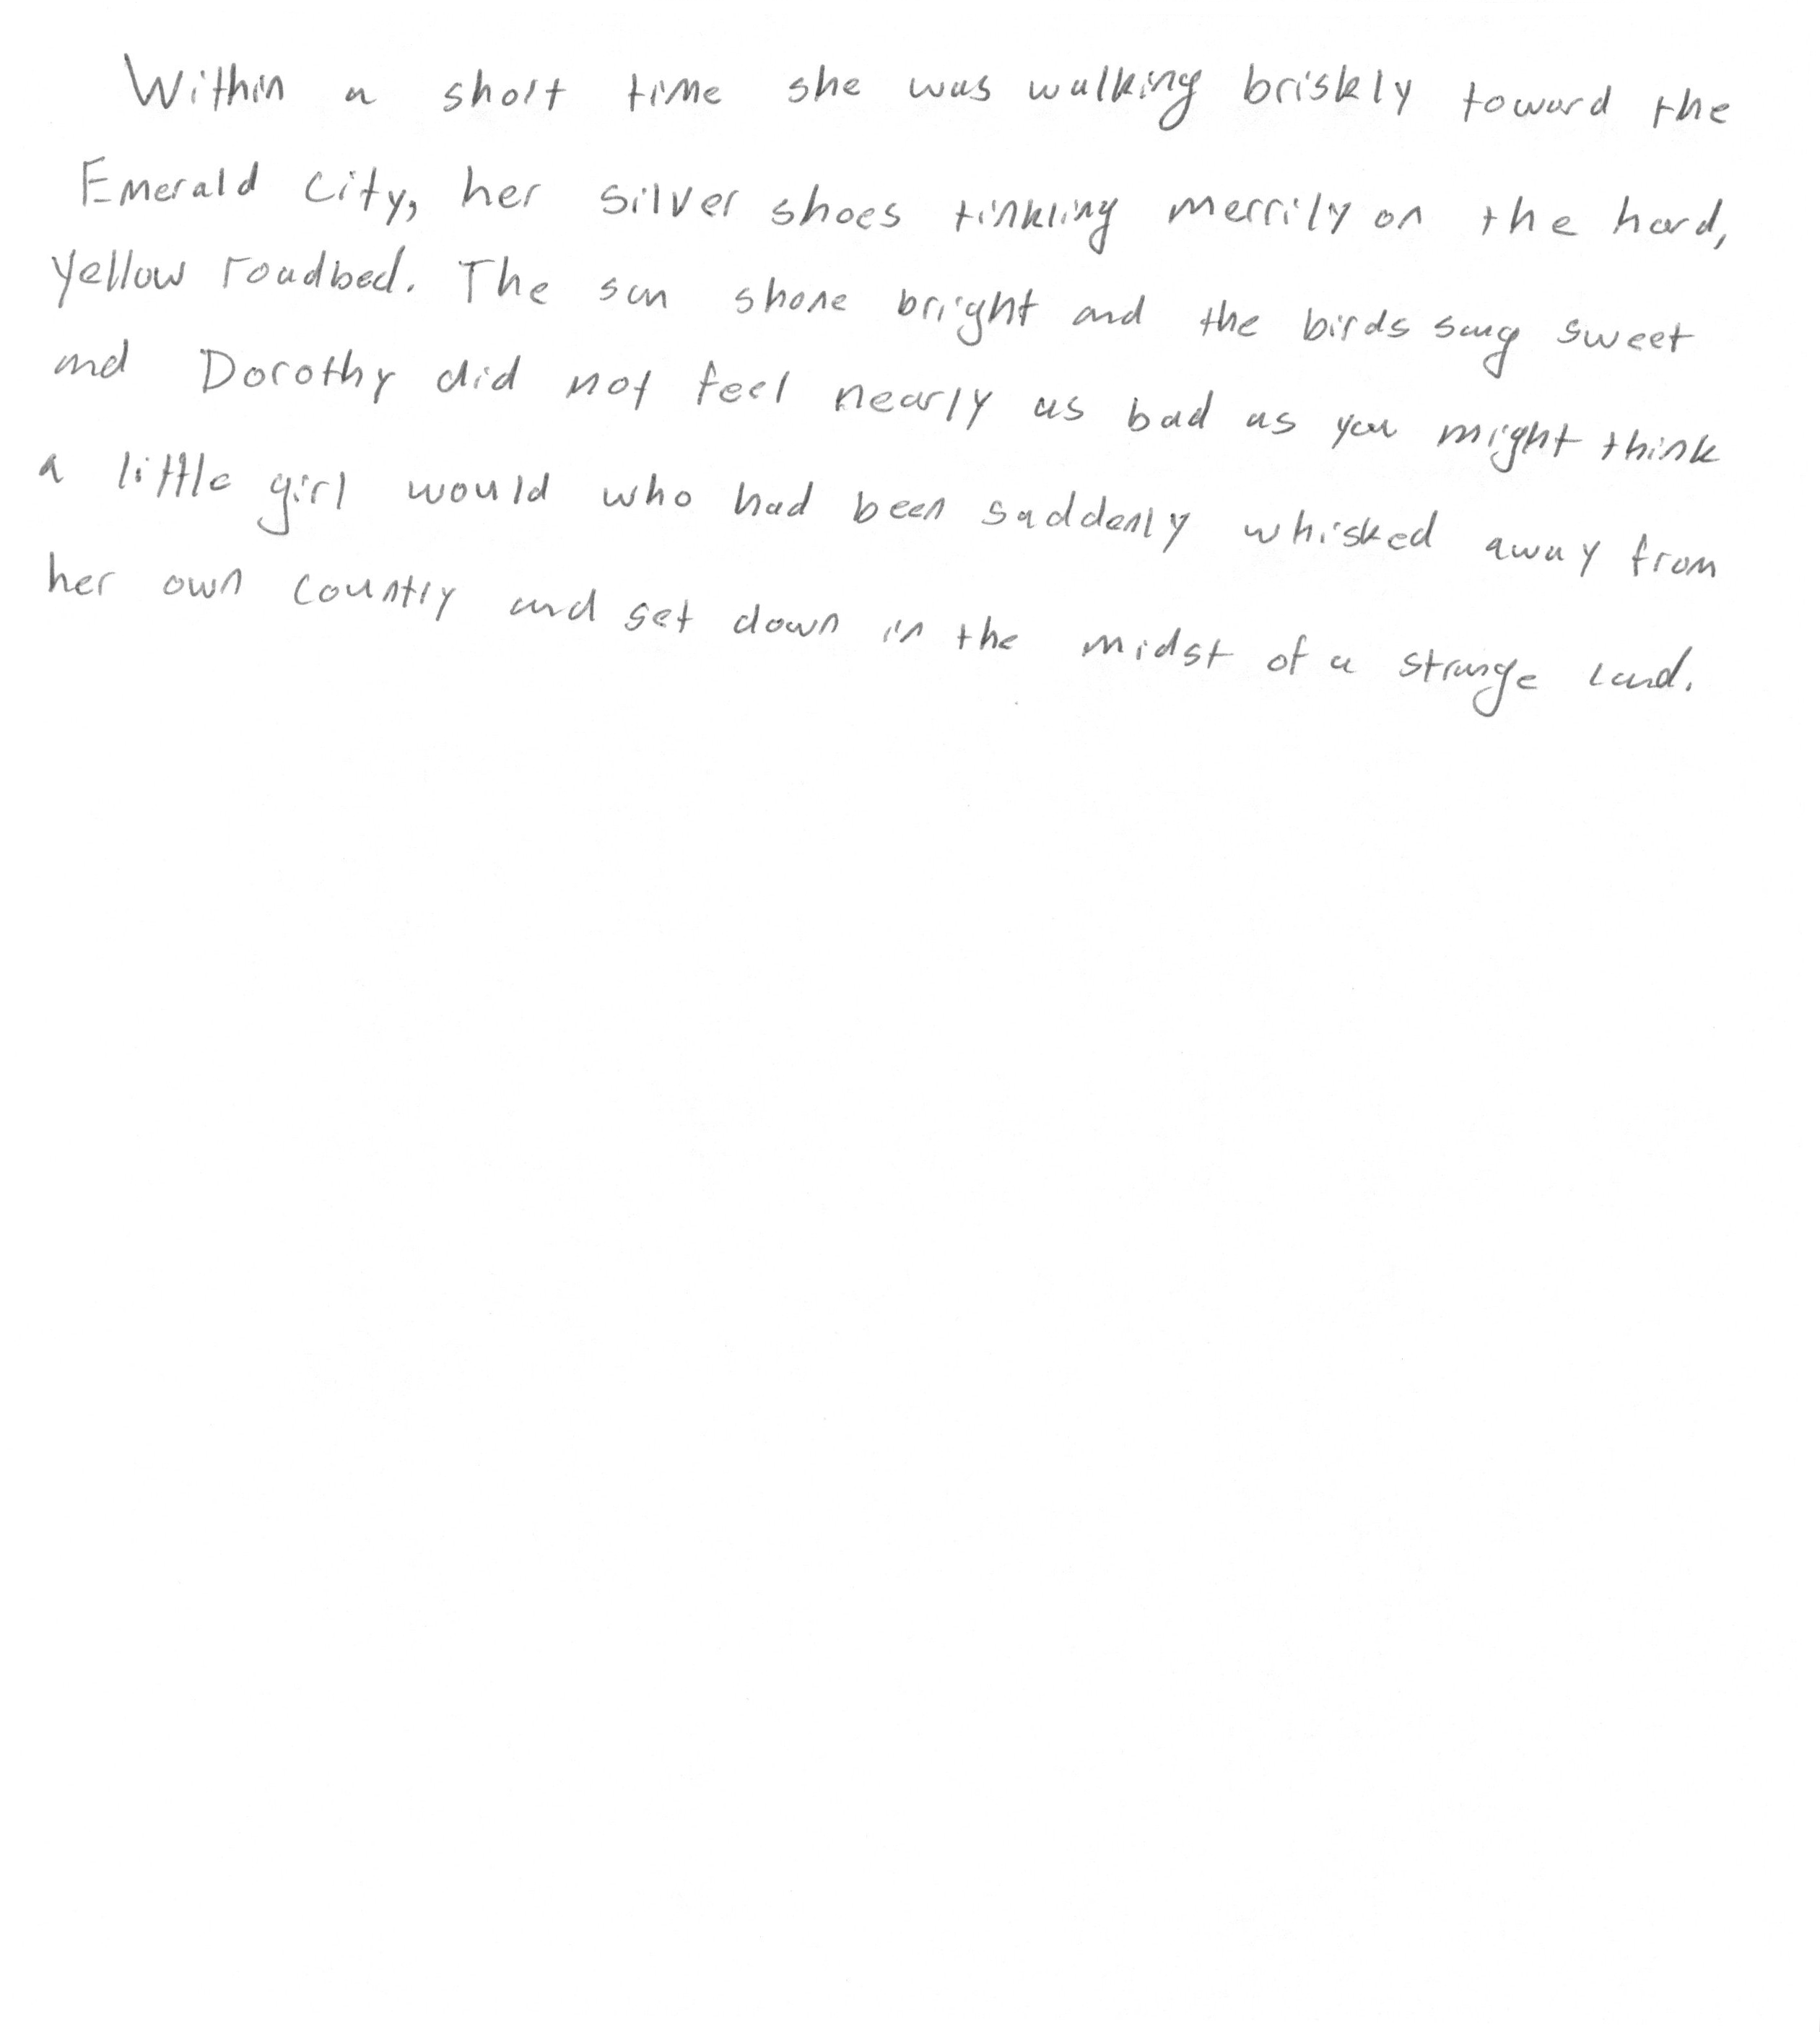 Within a short time she was walking briskly toward the
Emerald City, her silver shoes tinkling merrily on the hard,
yellow roadbed. The sun shone bright and the birds sang sweet
and Dorothy did not feel nearly as bad as you might think
a little girl would who had been suddenly whisked away from
her own country and set down in the midst of a strange land.